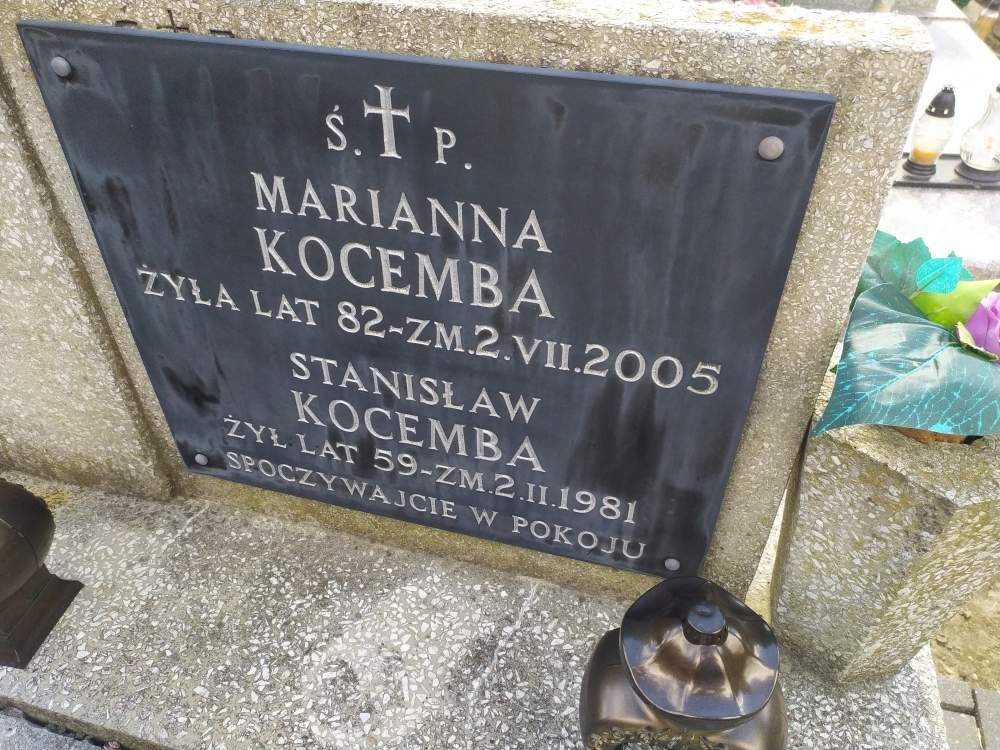 Ś. † P.
MARIANNA
KOCEMBA
ŻYŁA LAT 82-ZM.2.VII.2005
STANISŁAW
KOCEMBA
ŻYŁ LAT 59-ZM.2.II.1981
SPOCZYWAJCIE W POKOJU